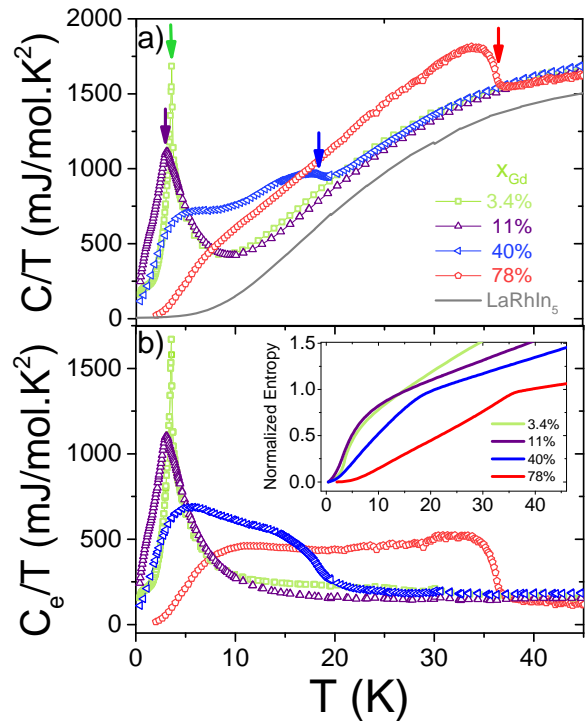 a)
2000
1500
1000
500
0
C/T (mJ/mol.K²)
x_Gd
3.4%
11%
40%
78%
LaRhIn₅
b)
1500
1000
500
0
Cₑ/T (mJ/mol.K²)
1.5
1.0
0.5
0.0
Normalized Entropy
3.4%
11%
40%
78%
0 10 20 30 40
0 10 20 30 40
T (K)